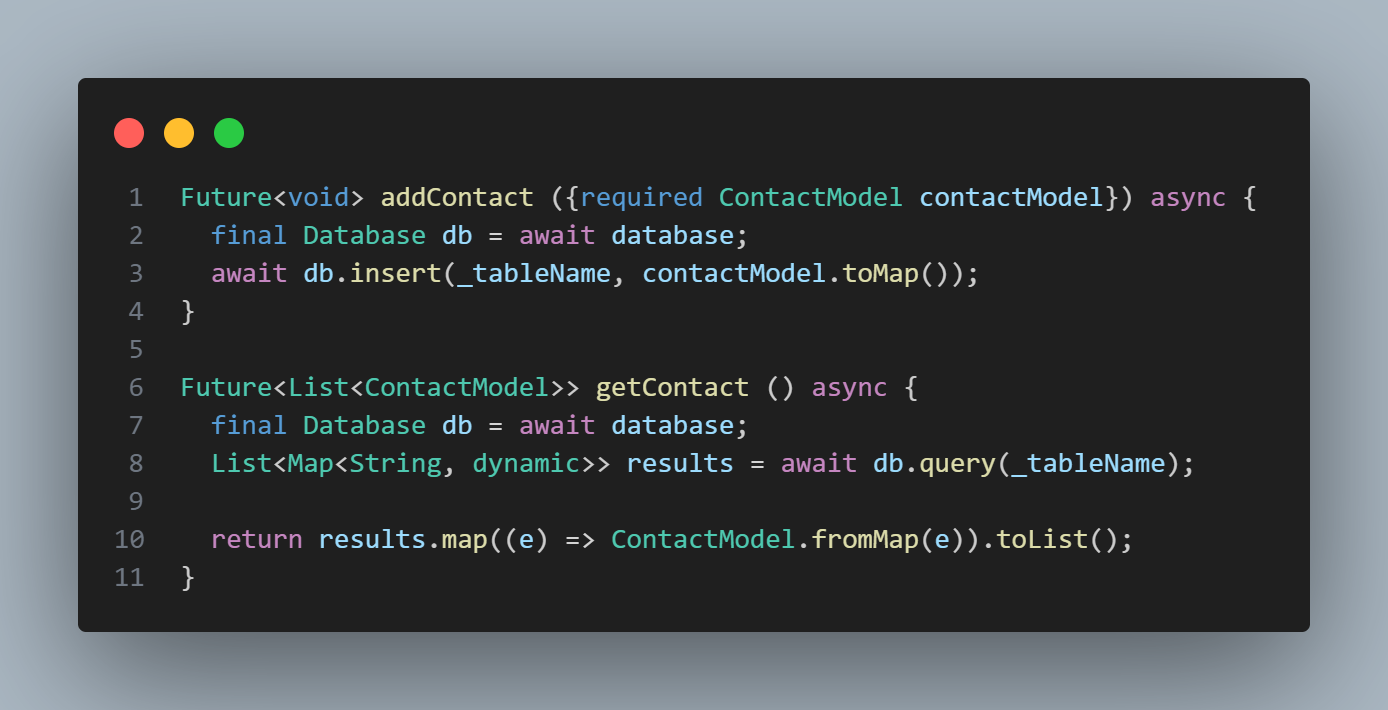 1 Future<void> addContact ({required ContactModel contactModel}) async {
2   final Database db = await database;
3   await db.insert(_tableName, contactModel.toMap());
4 }
5
6 Future<List<ContactModel>> getContact () async {
7   final Database db = await database;
8   List<Map<String, dynamic>> results = await db.query(_tableName);
9
10   return results.map((e) => ContactModel.fromMap(e)).toList();
11 }